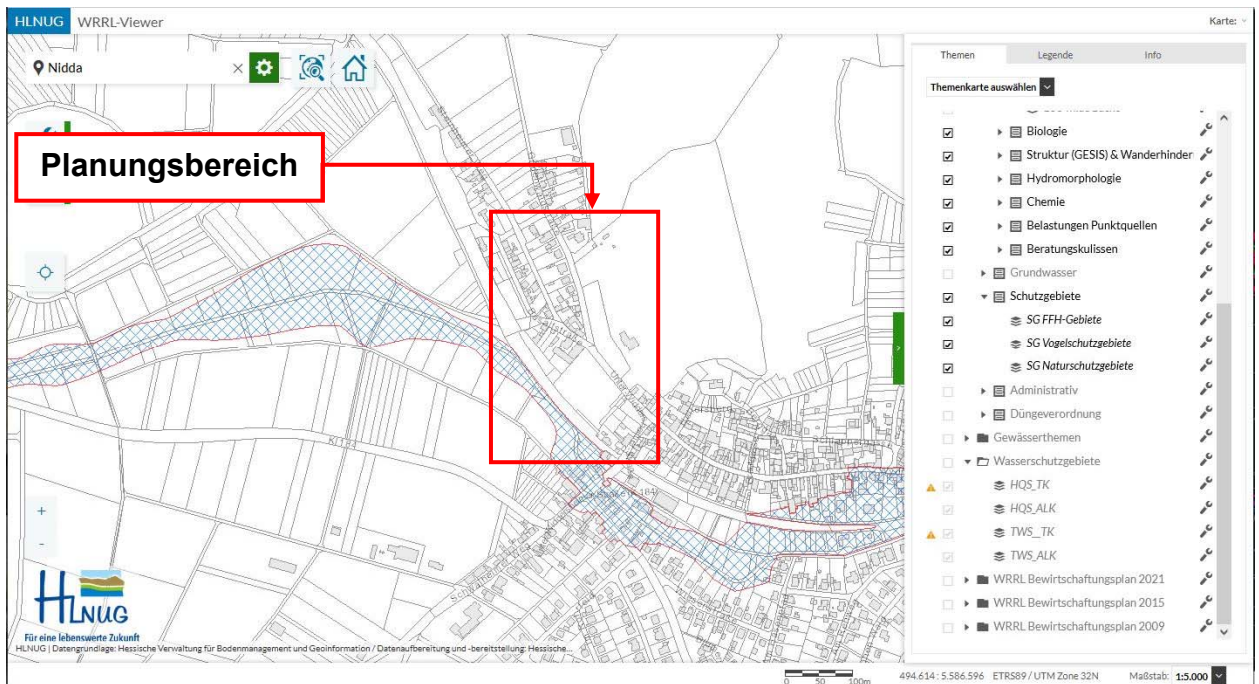 HLNUG WRRL-Viewer
Karte:
Nidda
Planungsbereich
Themen
Legende
Info
Themenkarte auswählen
Biologie
Struktur (GESIS) & Wanderhinder
Hydromorphologie
Chemie
Belastungen Punktquellen
Beratungskulissen
Grundwasser
Schutzgebiete
SG FFH-Gebiete
SG Vogelschutzgebiete
SG Naturschutzgebiete
Administrativ
Düngeverordnung
Gewässerthemen
Wasserschutzgebiete
HQS_TK
HQS_ALK
TWS_TK
TWS_ALK
WRRL Bewirtschaftungsplan 2021
WRRL Bewirtschaftungsplan 2015
WRRL Bewirtschaftungsplan 2009
+
-
HLNUG
Für eine lebenswerte Zukunft
HLNUG | Datengrundlage: Hessische Verwaltung für Bodenmanagement und Geoinformation / Datenaufbereitung und -bereitstellung: Hessische...
0 50 100m
494.614 : 5.586.596 ETRS89 / UTM Zone 32N Maßstab: 1:5.000